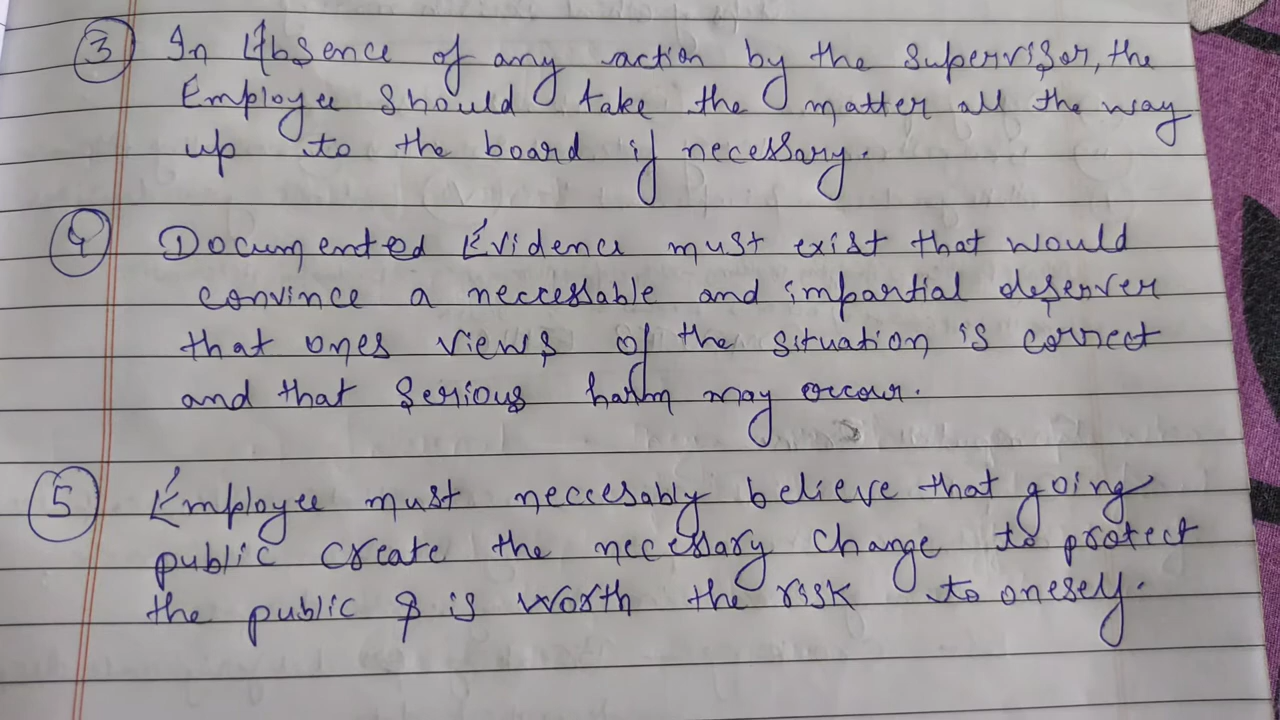 ③ In Absence of any action by the supervisor, the
Employee should take the matter all the way
up to the board if necessary.
④ Documented Evidence must exist that would
convince a neccessable and impartial observer
that ones views of the situation is correct
and that serious harm may occour.
⑤ Employee must neccesably believe that going
public create the necessary change to protect
the public & is worth the risk to oneself.